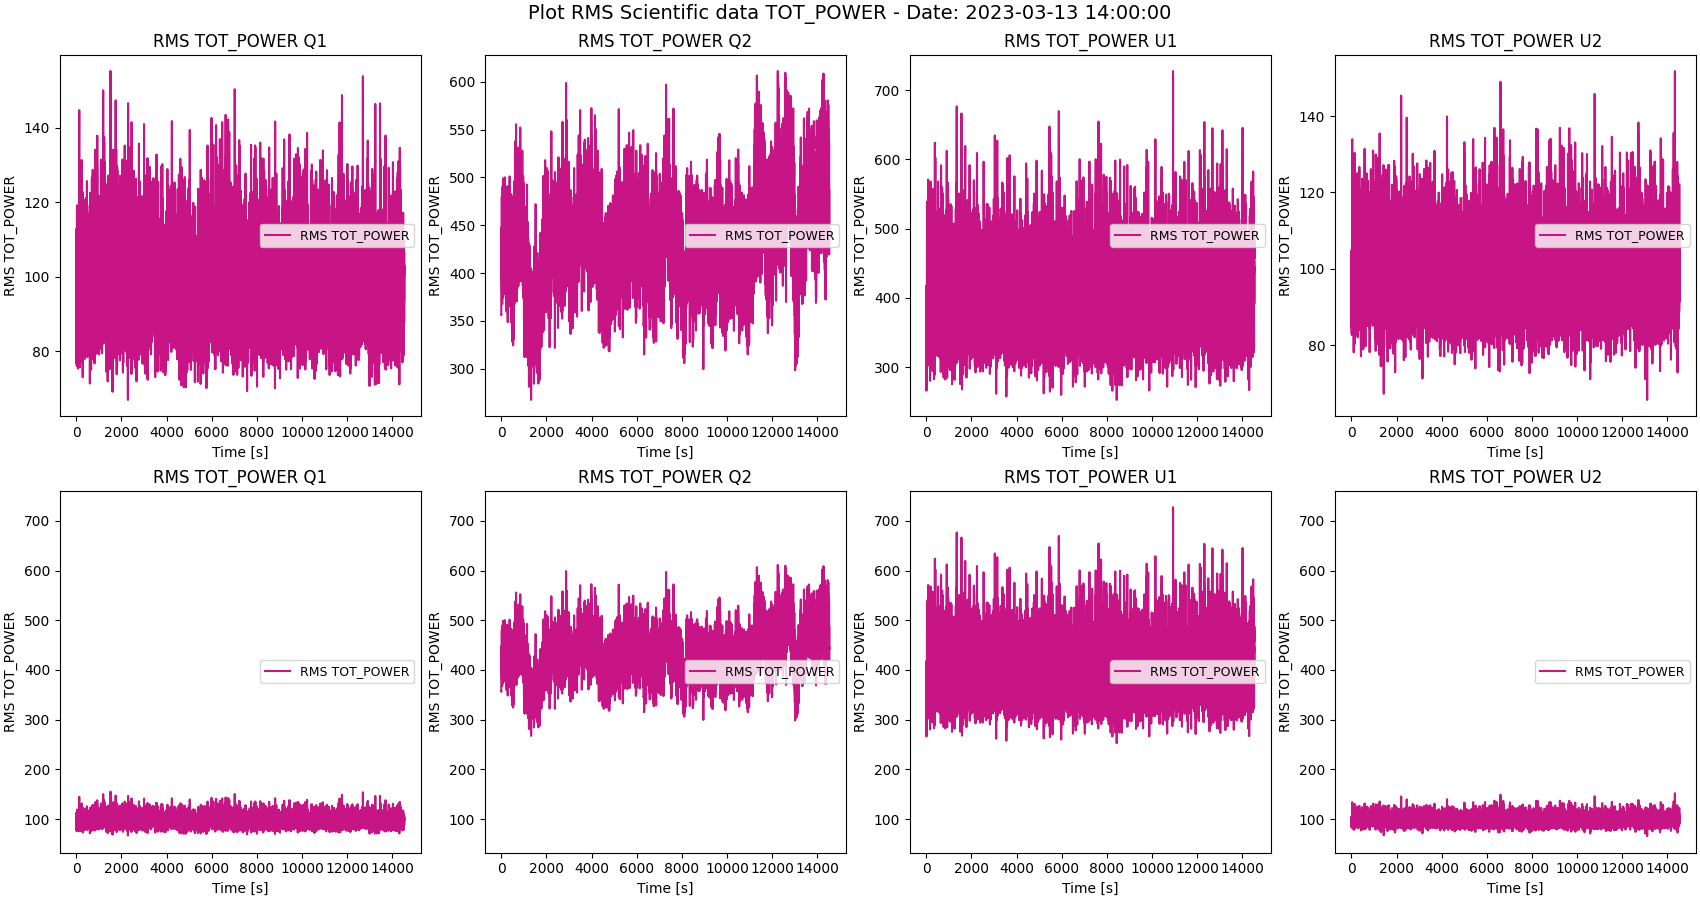 Plot RMS Scientific data TOT_POWER - Date: 2023-03-13 14:00:00
RMS TOT_POWER Q1
RMS TOT_POWER
140
120
100
80
RMS TOT_POWER
0 2000 4000 6000 8000 10000 12000 14000
Time [s]
RMS TOT_POWER Q2
RMS TOT_POWER
600
550
500
450
400
350
300
RMS TOT_POWER
0 2000 4000 6000 8000 10000 12000 14000
Time [s]
RMS TOT_POWER U1
RMS TOT_POWER
700
600
500
400
300
RMS TOT_POWER
0 2000 4000 6000 8000 10000 12000 14000
Time [s]
RMS TOT_POWER U2
RMS TOT_POWER
140
120
100
80
RMS TOT_POWER
0 2000 4000 6000 8000 10000 12000 14000
Time [s]
RMS TOT_POWER Q1
RMS TOT_POWER
700
600
500
400
300
200
100
RMS TOT_POWER
0 2000 4000 6000 8000 10000 12000 14000
Time [s]
RMS TOT_POWER Q2
RMS TOT_POWER
700
600
500
400
300
200
100
RMS TOT_POWER
0 2000 4000 6000 8000 10000 12000 14000
Time [s]
RMS TOT_POWER U1
RMS TOT_POWER
700
600
500
400
300
200
100
RMS TOT_POWER
0 2000 4000 6000 8000 10000 12000 14000
Time [s]
RMS TOT_POWER U2
RMS TOT_POWER
700
600
500
400
300
200
100
RMS TOT_POWER
0 2000 4000 6000 8000 10000 12000 14000
Time [s]